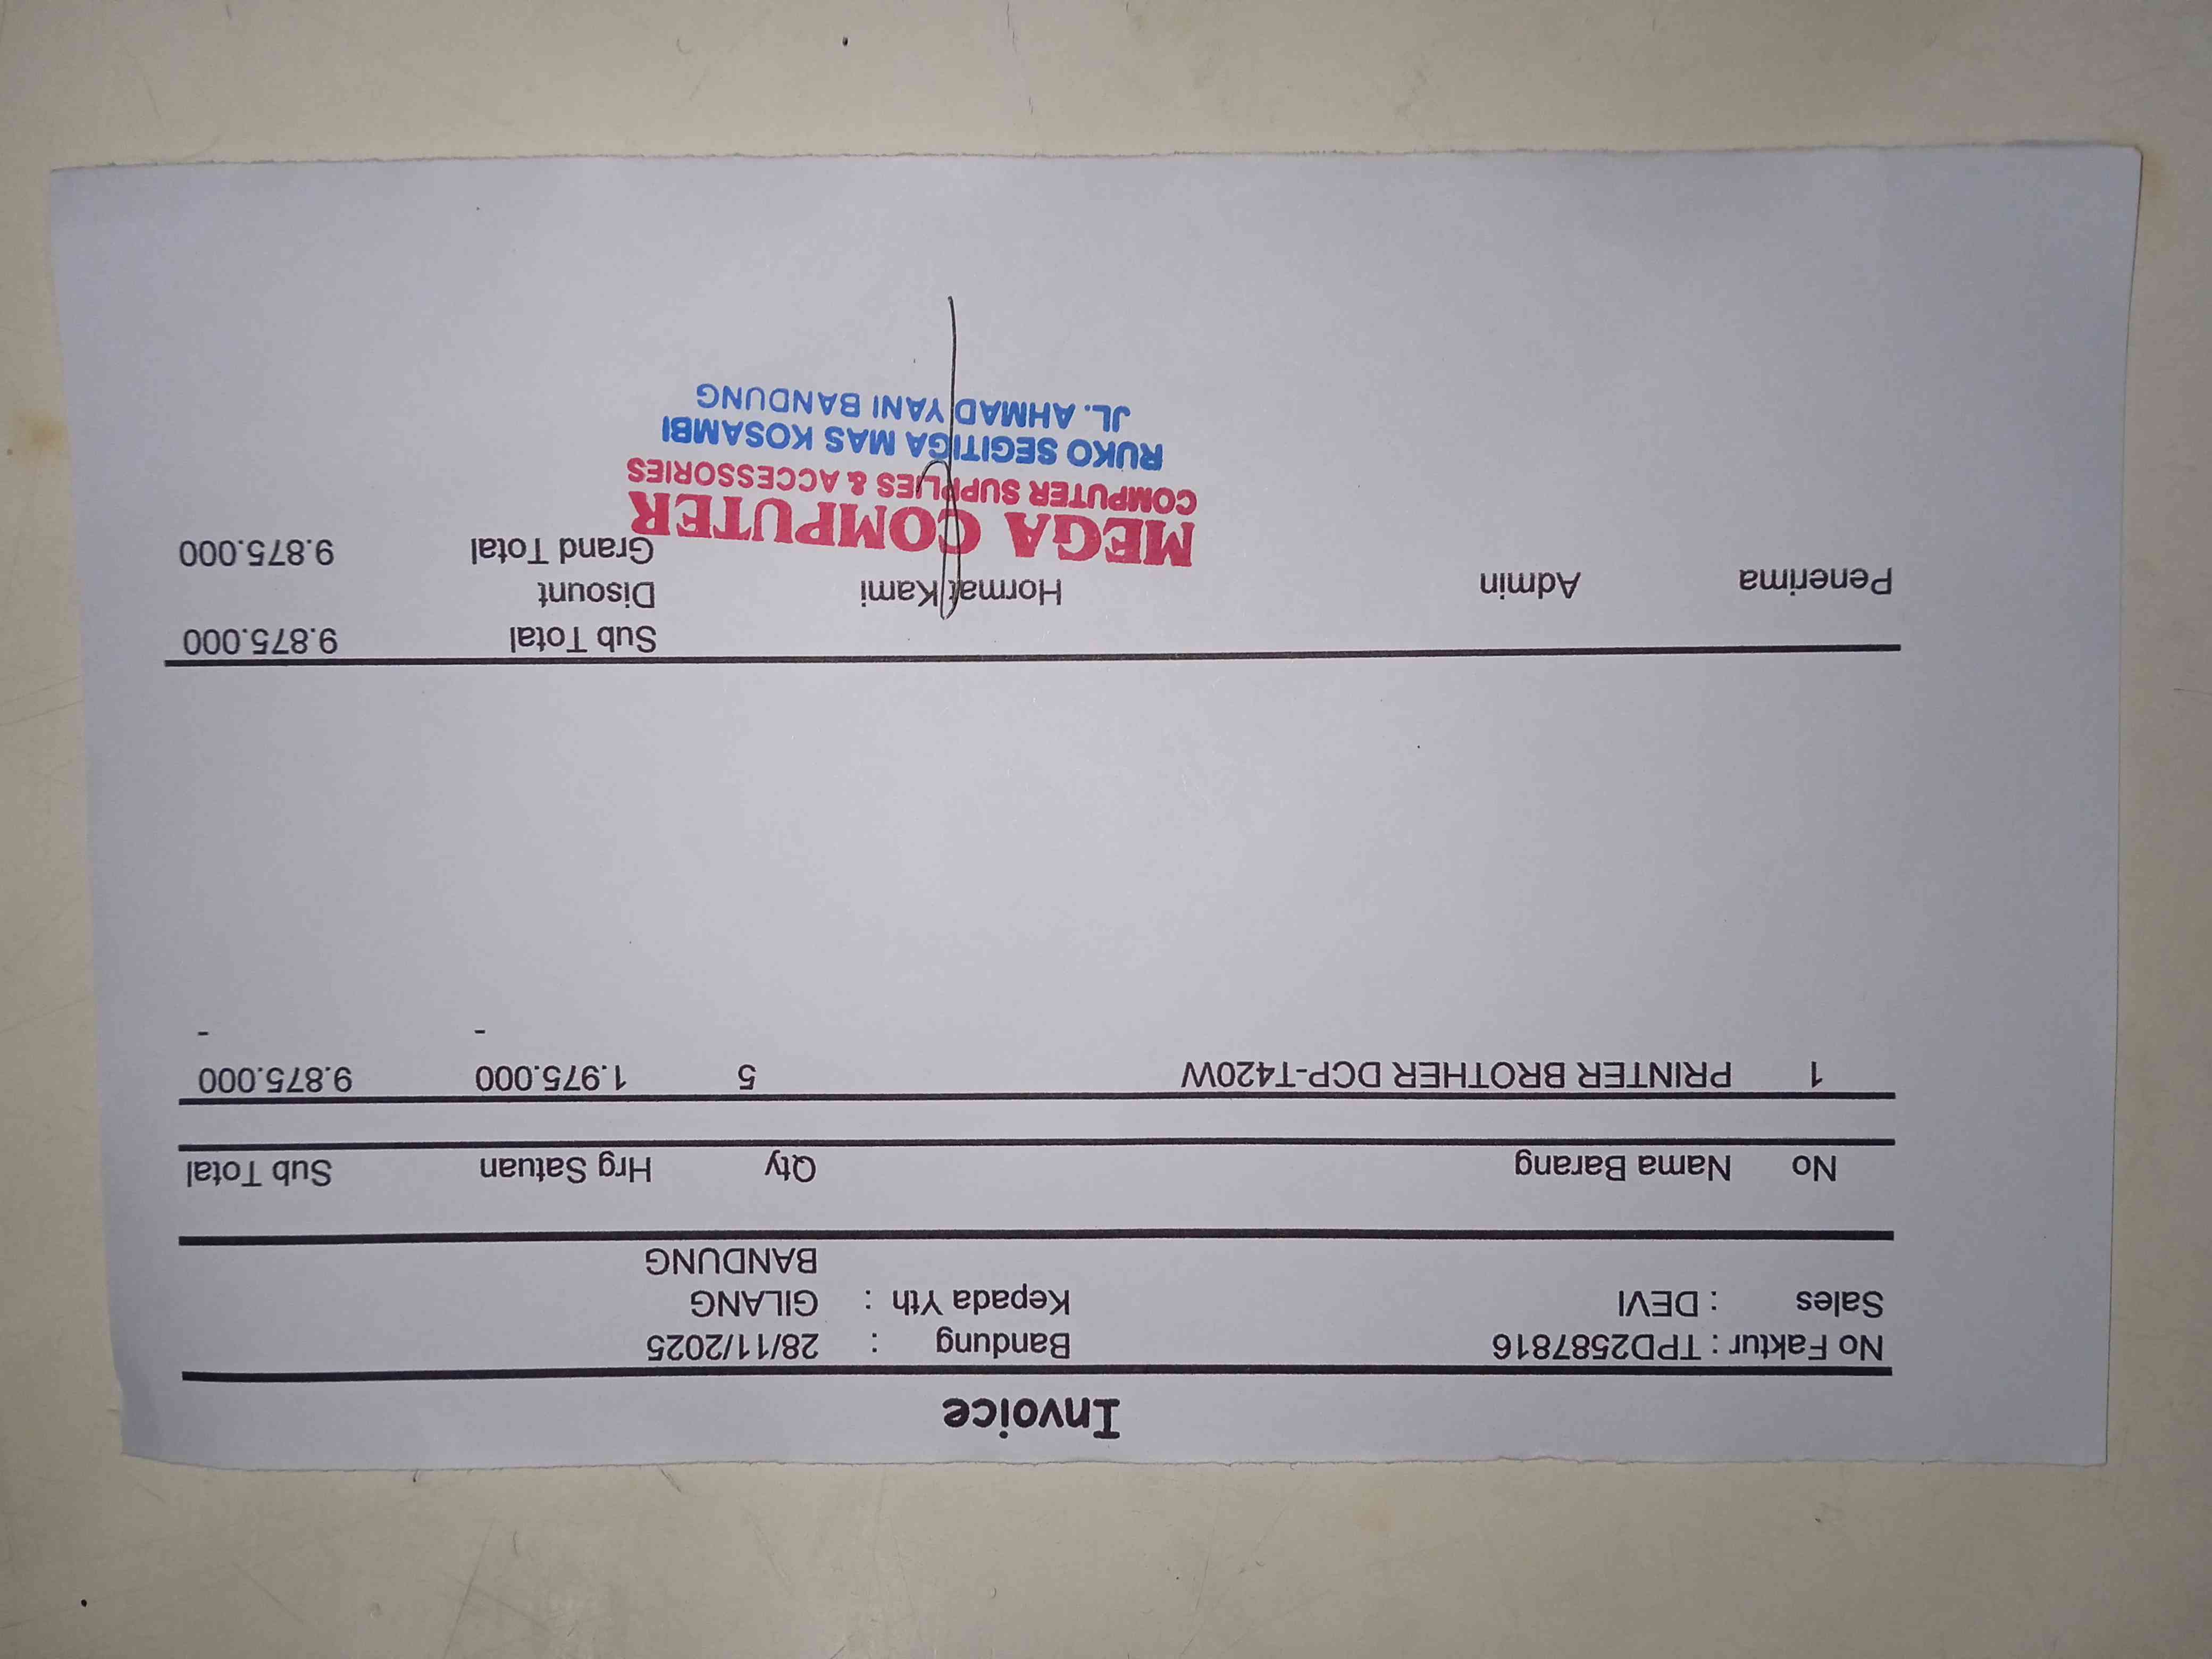 Invoice
No Faktur : TPD2587816 Bandung : 28/11/2025
Sales : DEVI Kepada Yth : GILANG
BANDUNG
No Nama Barang Qty Hrg Satuan Sub Total
1 PRINTER BROTHER DCP-T420W 5 1.975.000 9.875.000
- -
Sub Total 9.875.000
Penerima Admin Hormat Kami Disount
Grand Total 9.875.000
MEGA COMPUTER
COMPUTER SUPPLIES & ACCESSORIES
RUKO SEGITIGA MAS KOSAMBI
JL. AHMAD YANI BANDUNG